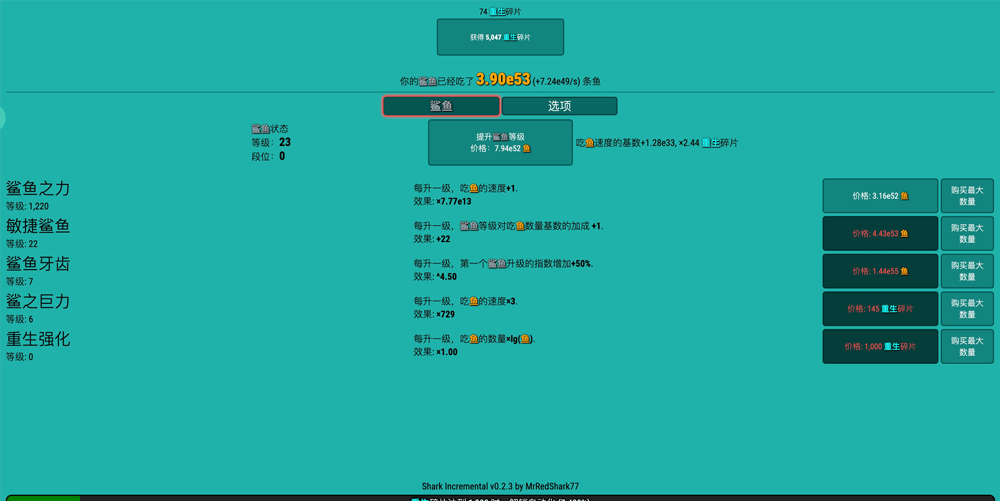 74 重生碎片
获得 5,047 重生碎片
你的鲨鱼已经吃了 3.90e53 (+7.24e49/s) 条鱼
鲨鱼
选项
鲨鱼状态
等级：23
段位：0
提升鲨鱼等级
价格：7.94e52 鱼
吃鱼速度的基数+1.28e33, ×2.44 重生碎片
鲨鱼之力
等级: 1,220
每升一级，吃鱼的速度+1.
效果: ×7.77e13
价格: 3.16e52 鱼
购买最大
数量
敏捷鲨鱼
等级: 22
每升一级，鲨鱼等级对吃鱼数量基数的加成 +1.
效果: +22
价格: 4.43e53 鱼
购买最大
数量
鲨鱼牙齿
等级: 7
每升一级，第一个鲨鱼升级的指数增加+50%.
效果: ^4.50
价格: 1.44e55 鱼
购买最大
数量
鲨之巨力
等级: 6
每升一级，吃鱼的速度×3.
效果: ×729
价格: 145 重生碎片
购买最大
数量
重生强化
等级: 0
每升一级，吃鱼的数量×lg(鱼).
效果: ×1.00
价格: 1,000 重生碎片
购买最大
数量
Shark Incremental v0.2.3 by MrRedShark77